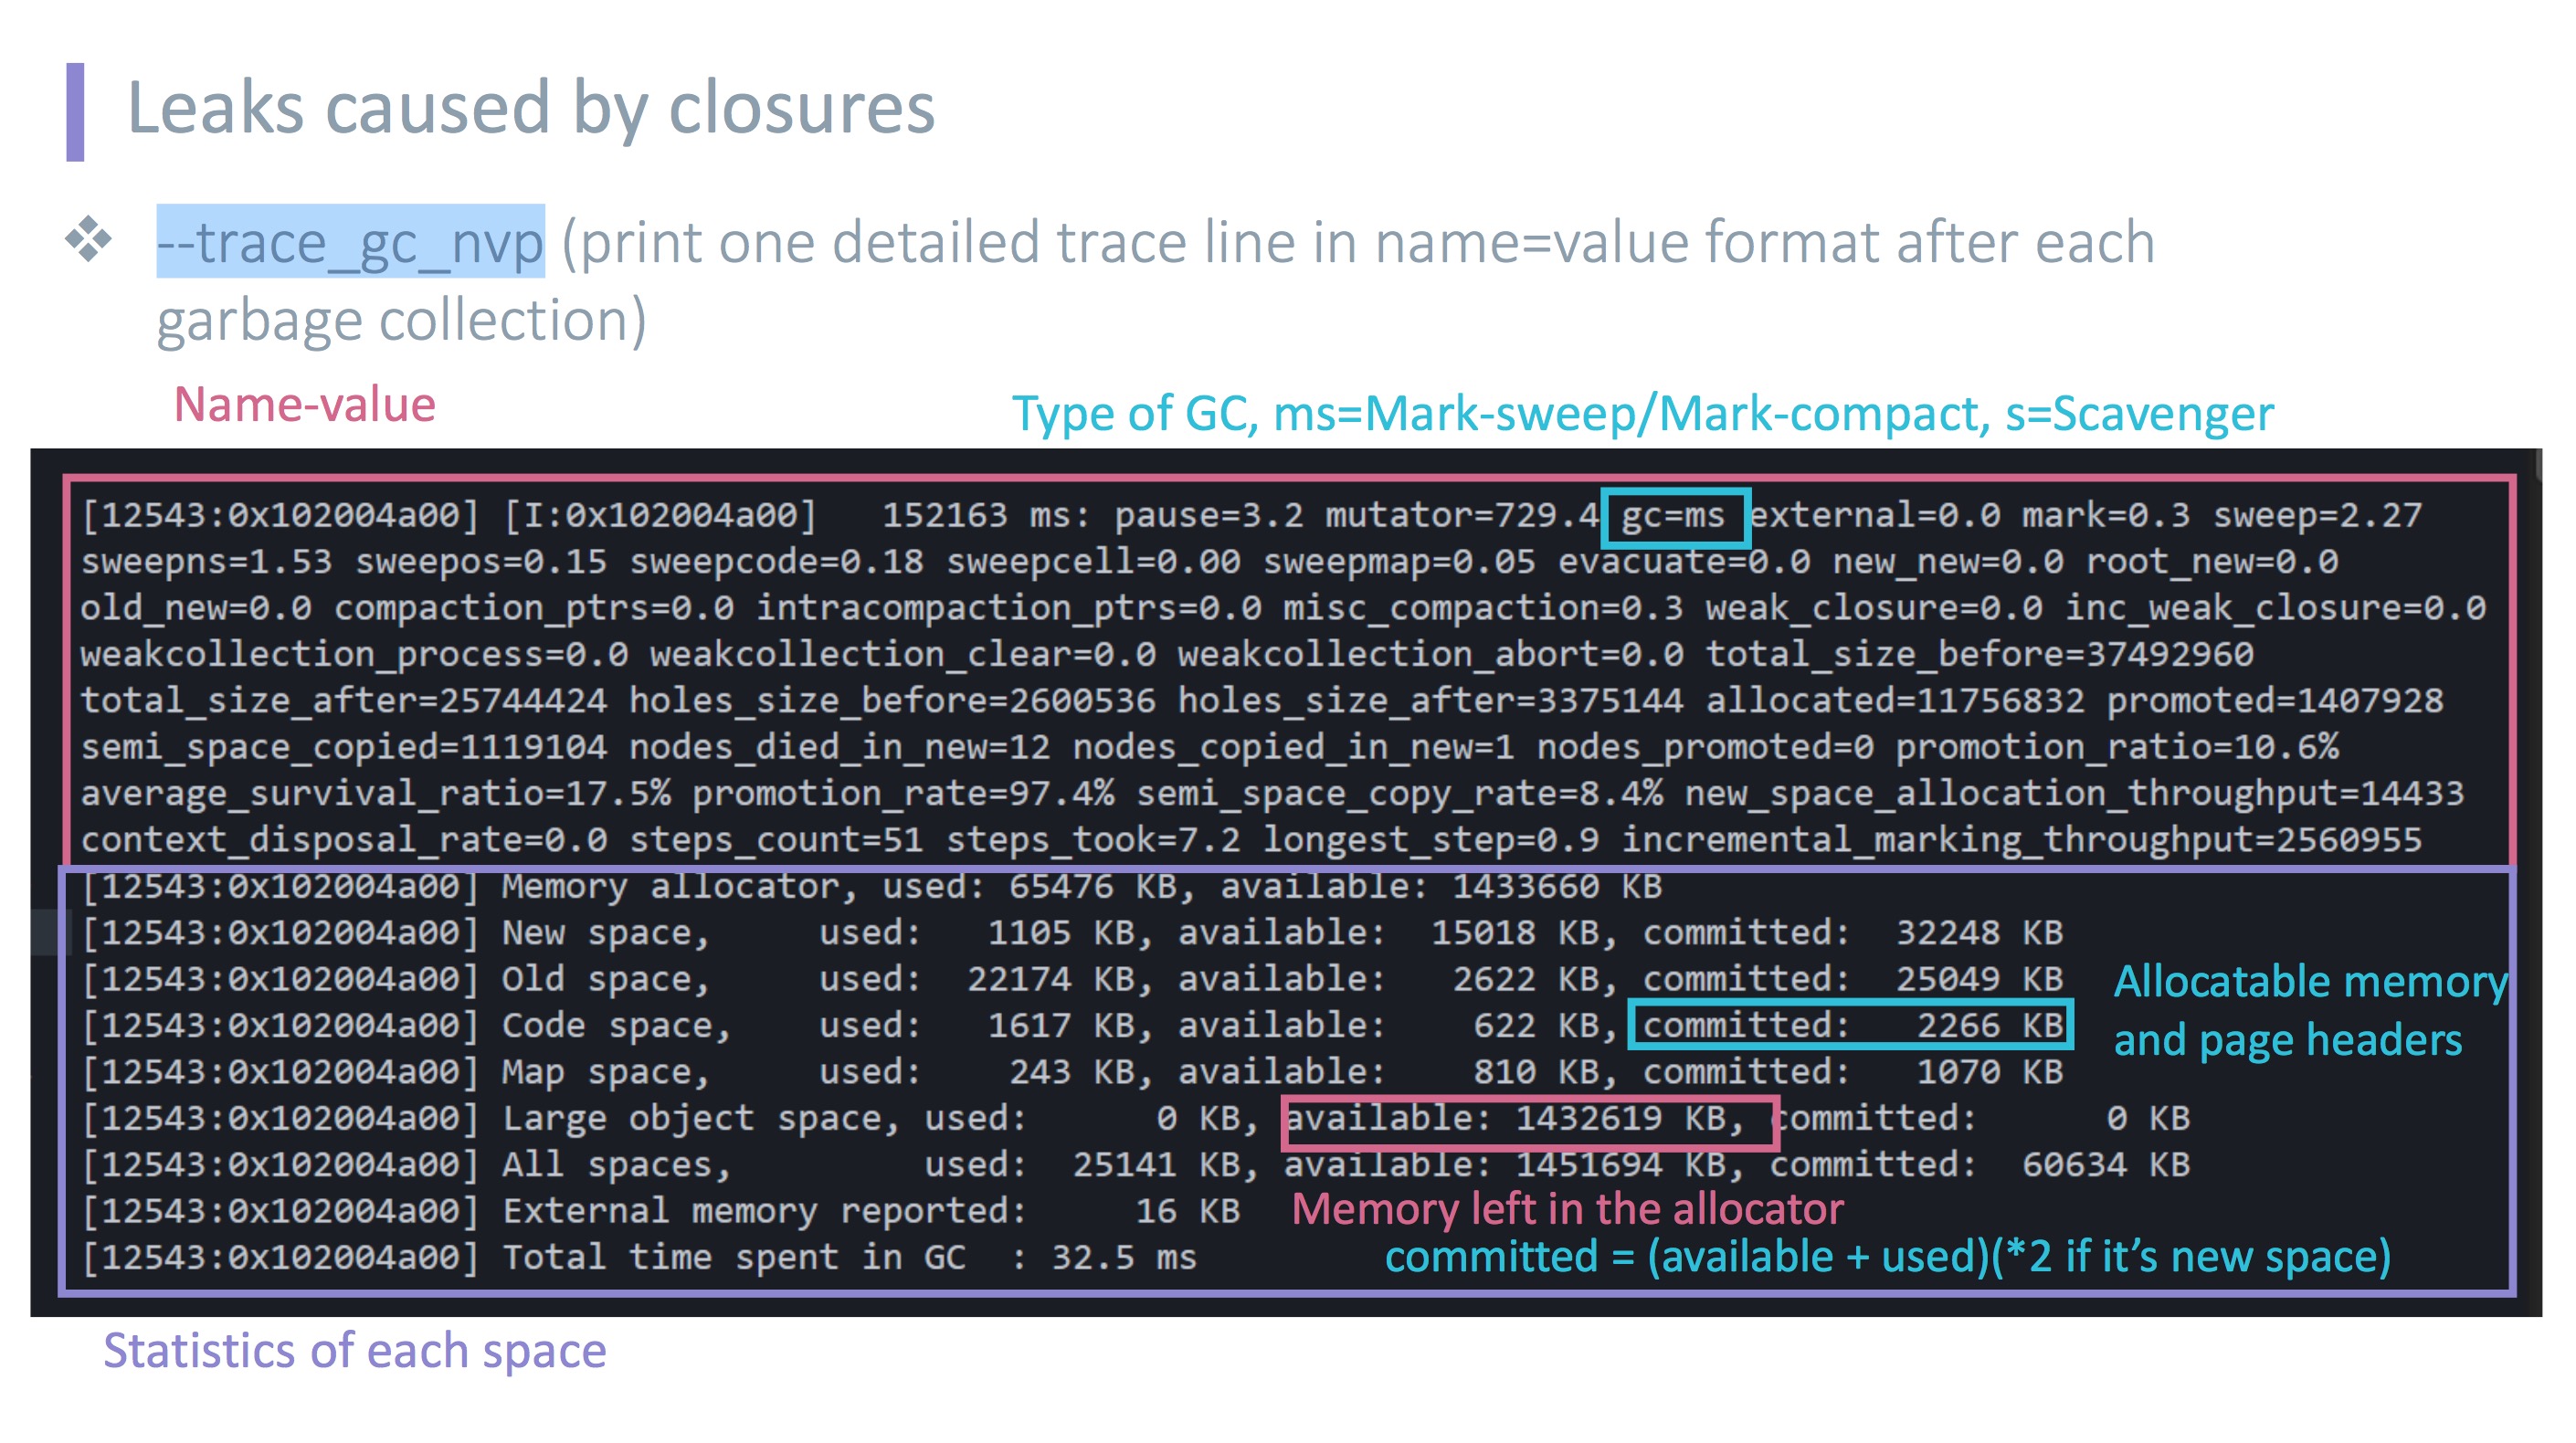 Leaks caused by closures
❖ --trace_gc_nvp (print one detailed trace line in name=value format after each
garbage collection)
Name-value
Type of GC, ms=Mark-sweep/Mark-compact, s=Scavenger
[12543:0x102004a00] [I:0x102004a00]   152163 ms: pause=3.2 mutator=729.4 gc=ms external=0.0 mark=0.3 sweep=2.27
sweepns=1.53 sweepos=0.15 sweepcode=0.18 sweepcell=0.00 sweepmap=0.05 evacuate=0.0 new_new=0.0 root_new=0.0
old_new=0.0 compaction_ptrs=0.0 intracompaction_ptrs=0.0 misc_compaction=0.3 weak_closure=0.0 inc_weak_closure=0.0
weakcollection_process=0.0 weakcollection_clear=0.0 weakcollection_abort=0.0 total_size_before=37492960
total_size_after=25744424 holes_size_before=2600536 holes_size_after=3375144 allocated=11756832 promoted=1407928
semi_space_copied=1119104 nodes_died_in_new=12 nodes_copied_in_new=1 nodes_promoted=0 promotion_ratio=10.6%
average_survival_ratio=17.5% promotion_rate=97.4% semi_space_copy_rate=8.4% new_space_allocation_throughput=14433
context_disposal_rate=0.0 steps_count=51 steps_took=7.2 longest_step=0.9 incremental_marking_throughput=2560955
[12543:0x102004a00] Memory allocator, used: 65476 KB, available: 1433660 KB
[12543:0x102004a00] New space,     used:   1105 KB, available:  15018 KB, committed:  32248 KB
[12543:0x102004a00] Old space,     used:  22174 KB, available:   2622 KB, committed:  25049 KB
[12543:0x102004a00] Code space,    used:   1617 KB, available:    622 KB, committed:   2266 KB
[12543:0x102004a00] Map space,     used:    243 KB, available:    810 KB, committed:   1070 KB
Allocatable memory
and page headers
[12543:0x102004a00] Large object space, used:      0 KB, available: 1432619 KB, committed:      0 KB
[12543:0x102004a00] All spaces,         used:  25141 KB, available: 1451694 KB, committed:  60634 KB
[12543:0x102004a00] External memory reported:     16 KB
Memory left in the allocator
[12543:0x102004a00] Total time spent in GC  : 32.5 ms
committed = (available + used)(*2 if it’s new space)
Statistics of each space